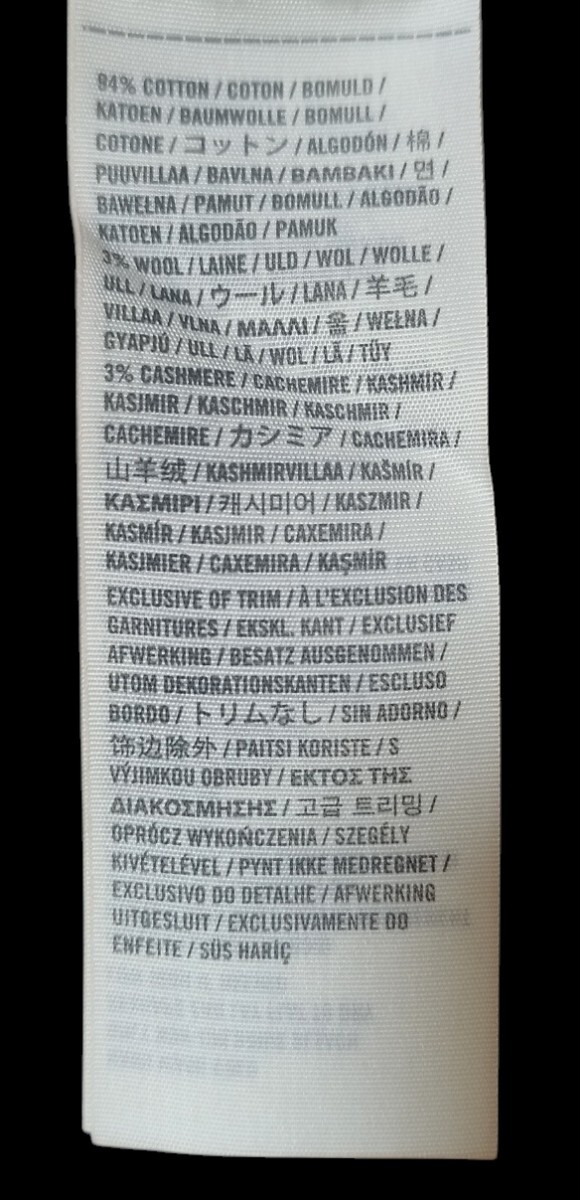 94% COTTON / COTON / BOMULD /
KATOEN / BAUMWOLLE / BOMULL /
COTONE / コットン / ALGODÓN / 棉 /
PUUVILLAA / BAVLNA / BAMBAKI / 면 /
BAWEŁNA / PAMUT / BOMULL / ALGODÃO /
KATOEN / ALGODÃO / PAMUK
3% WOOL / LAINE / ULD / WOL / WOLLE /
ULL / LANA / ウール / LANA / 羊毛 /
VILLAA / VLNA / ΜΑΛΛΙ / 울 / WEŁNA /
GYAPJÚ / ULL / LÃ / WOL / LÃ / TÜY
3% CASHMERE / CACHEMIRE / KASHMIR /
KASJMIR / KASCHMIR / KASCHMIR /
CACHEMIRE / カシミア / CACHEMIRA /
山羊绒 / KASHMIRVILLAA / KAŠMÍR /
ΚΑΣΜΙΡΙ / 캐시미어 / KASZMIR /
KASMÍR / KASJMIR / CAXEMIRA /
KASJMIER / CAXEMIRA / KAŞMİR
EXCLUSIVE OF TRIM / À L'EXCLUSION DES
GARNITURES / EKSKL. KANT / EXCLUSIEF
AFWERKING / BESATZ AUSGENOMMEN /
UTOM DEKORATIONSKANTEN / ESCLUSO
BORDO / トリムなし / SIN ADORNO /
饰边除外 / PAITSI KORISTE / S
VÝJIMKOU OBRUBY / ΕΚΤΟΣ ΤΗΣ
ΔΙΑΚΟΣΜΗΣΗΣ / 고급 트리밍 /
OPRÓCZ WYKOŃCZENIA / SZEGÉLY
KIVÉTELÉVEL / PYNT IKKE MEDREGNET /
EXCLUSIVO DO DETALHE / AFWERKING
UITGESLUIT / EXCLUSIVAMENTE DO
ENFEITE / SÜS HARİÇ